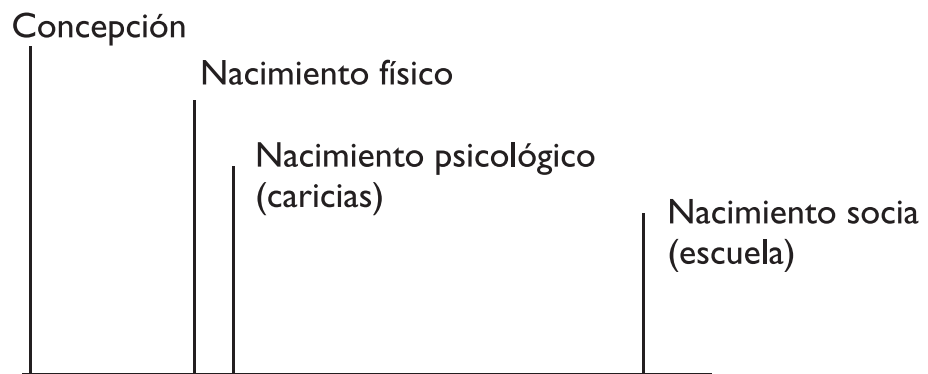 Concepción
Nacimiento físico
Nacimiento psicológico
(caricias)
Nacimiento socia
(escuela)